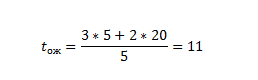 t_ож = (3 * 5 + 2 * 20) / 5 = 11